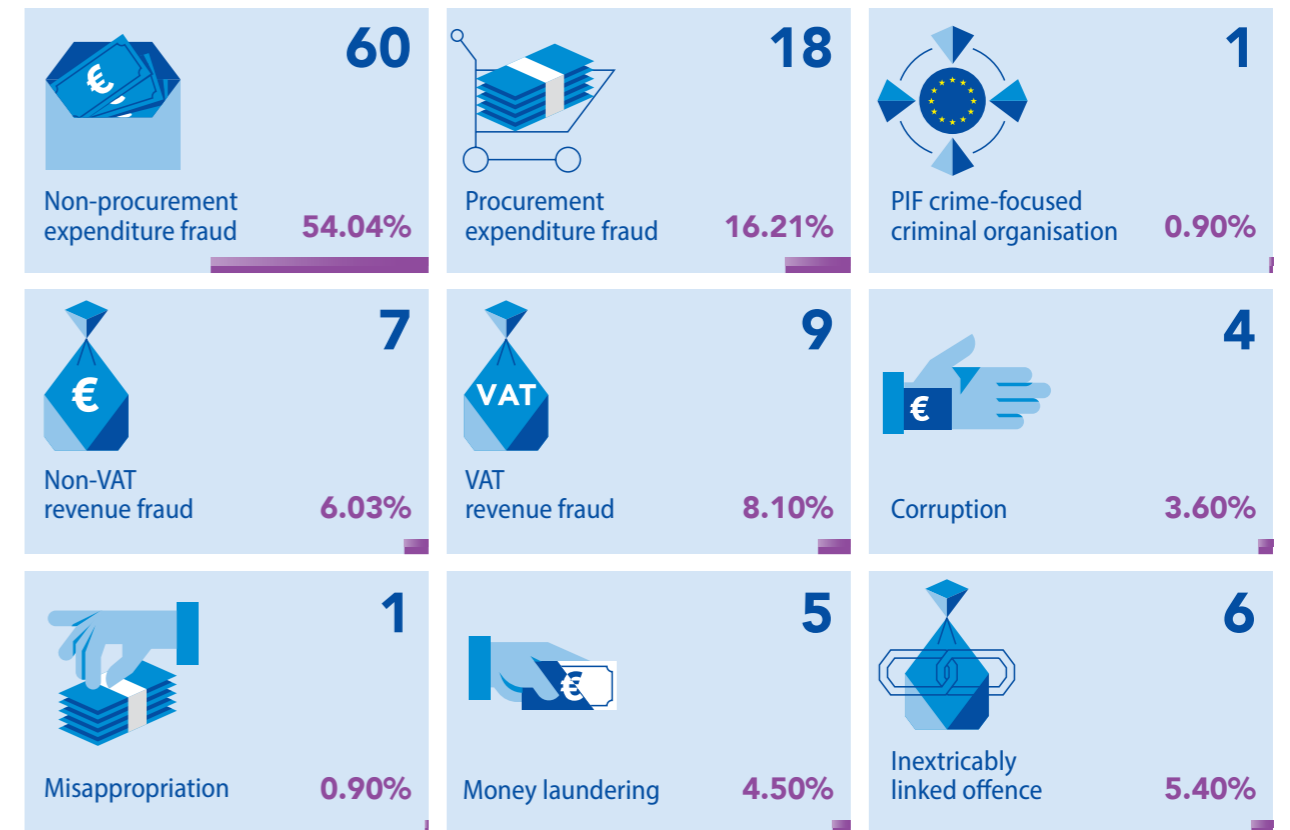 60
€
Non-procurement
expenditure fraud
54.04%
18
Procurement
expenditure fraud
16.21%
1
PIF crime-focused
criminal organisation
0.90%
7
€
Non-VAT
revenue fraud
6.03%
9
VAT
VAT
revenue fraud
8.10%
4
€
Corruption
3.60%
1
Misappropriation
0.90%
5
€
Money laundering
4.50%
6
Inextricably
linked offence
5.40%